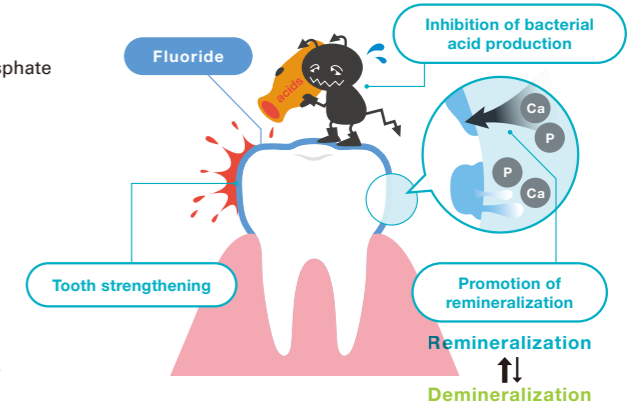 Inhibition of bacterial
acid production
Fluoride
sphate
acids
Ca
P
P
Ca
Tooth strengthening
Promotion of
remineralization
Remineralization
Demineralization